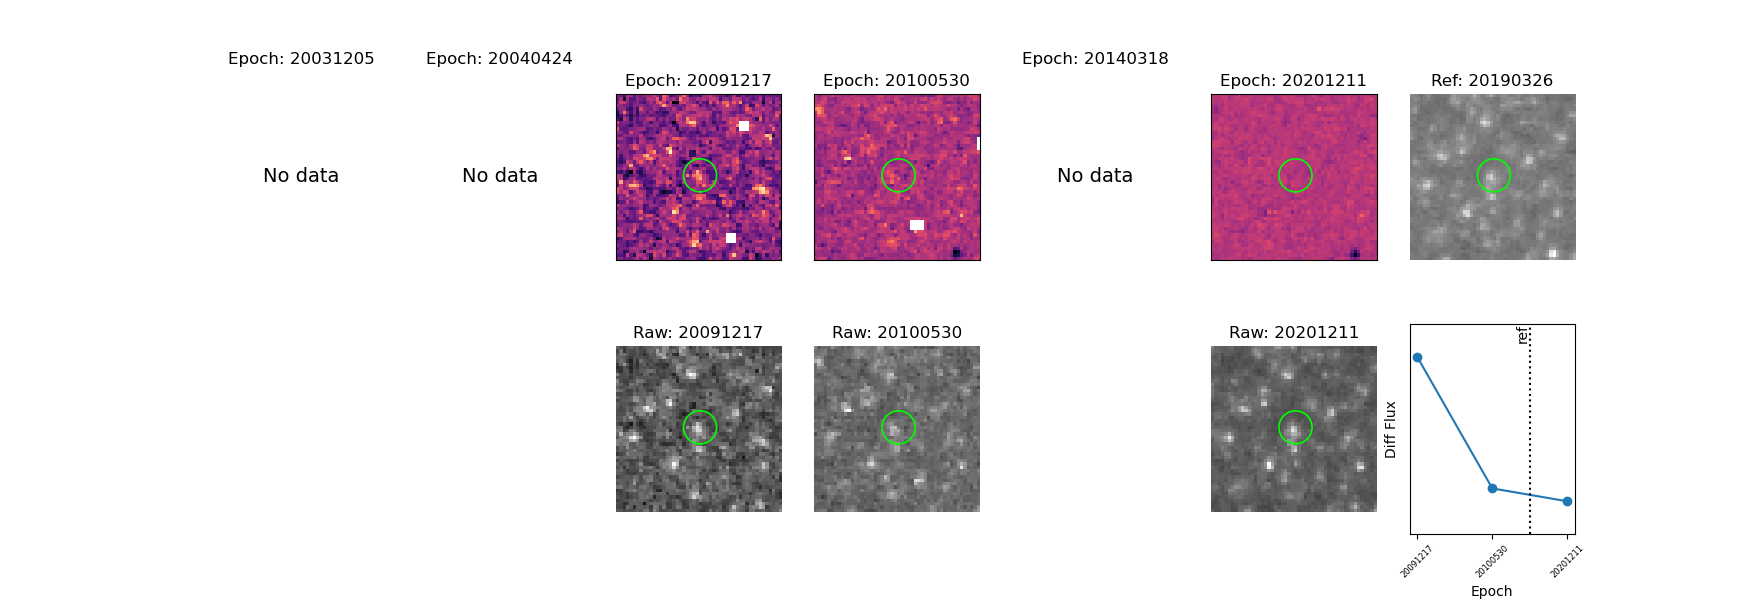 Epoch: 20031205
Epoch: 20040424
Epoch: 20091217
Epoch: 20100530
Epoch: 20140318
Epoch: 20201211
Ref: 20190326
No data
No data
No data
Raw: 20091217
Raw: 20100530
Raw: 20201211
ref
Diff Flux
20091217
20100530
20201211
Epoch